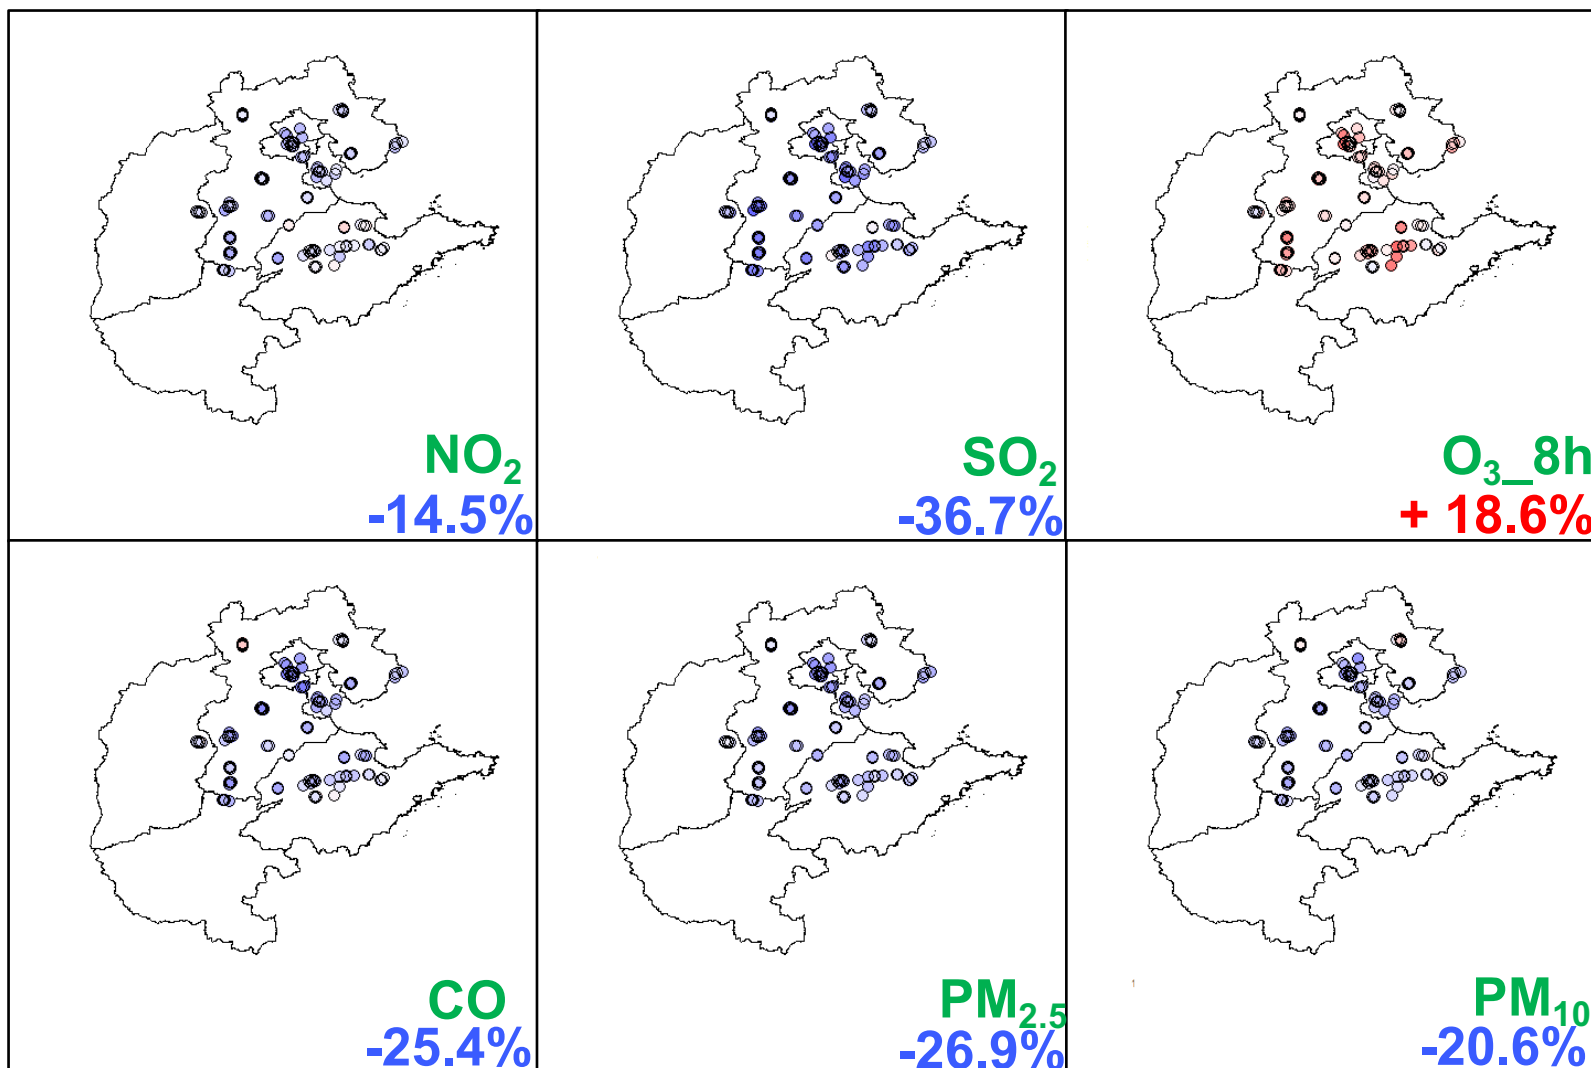 NO₂
-14.5%
SO₂
-36.7%
O₃_8h
+ 18.6%
CO
-25.4%
PM₂.₅
-26.9%
PM₁₀
-20.6%